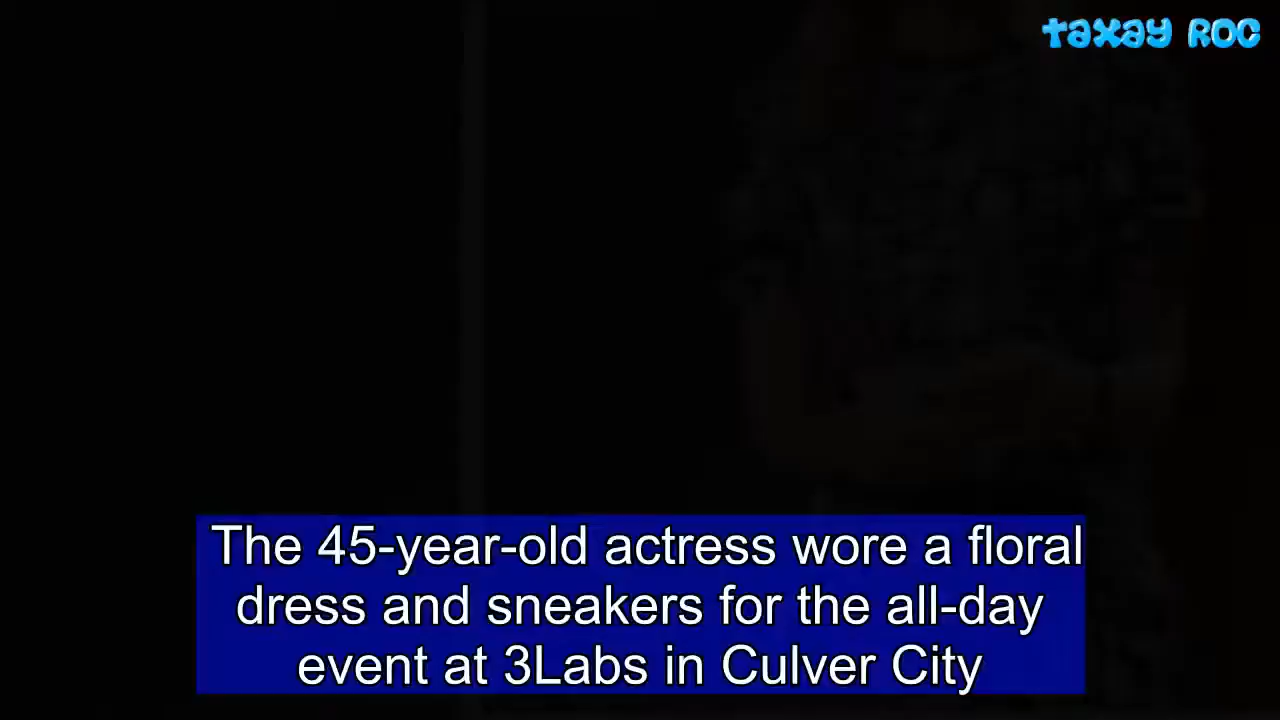 taxay ROC
The 45-year-old actress wore a floral
dress and sneakers for the all-day
event at 3Labs in Culver City